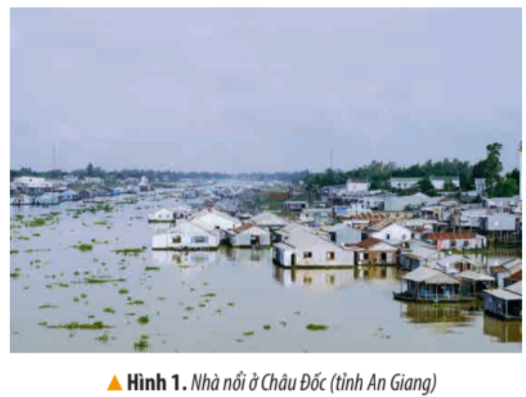 ▲ Hình 1. Nhà nổi ở Châu Đốc (tỉnh An Giang)